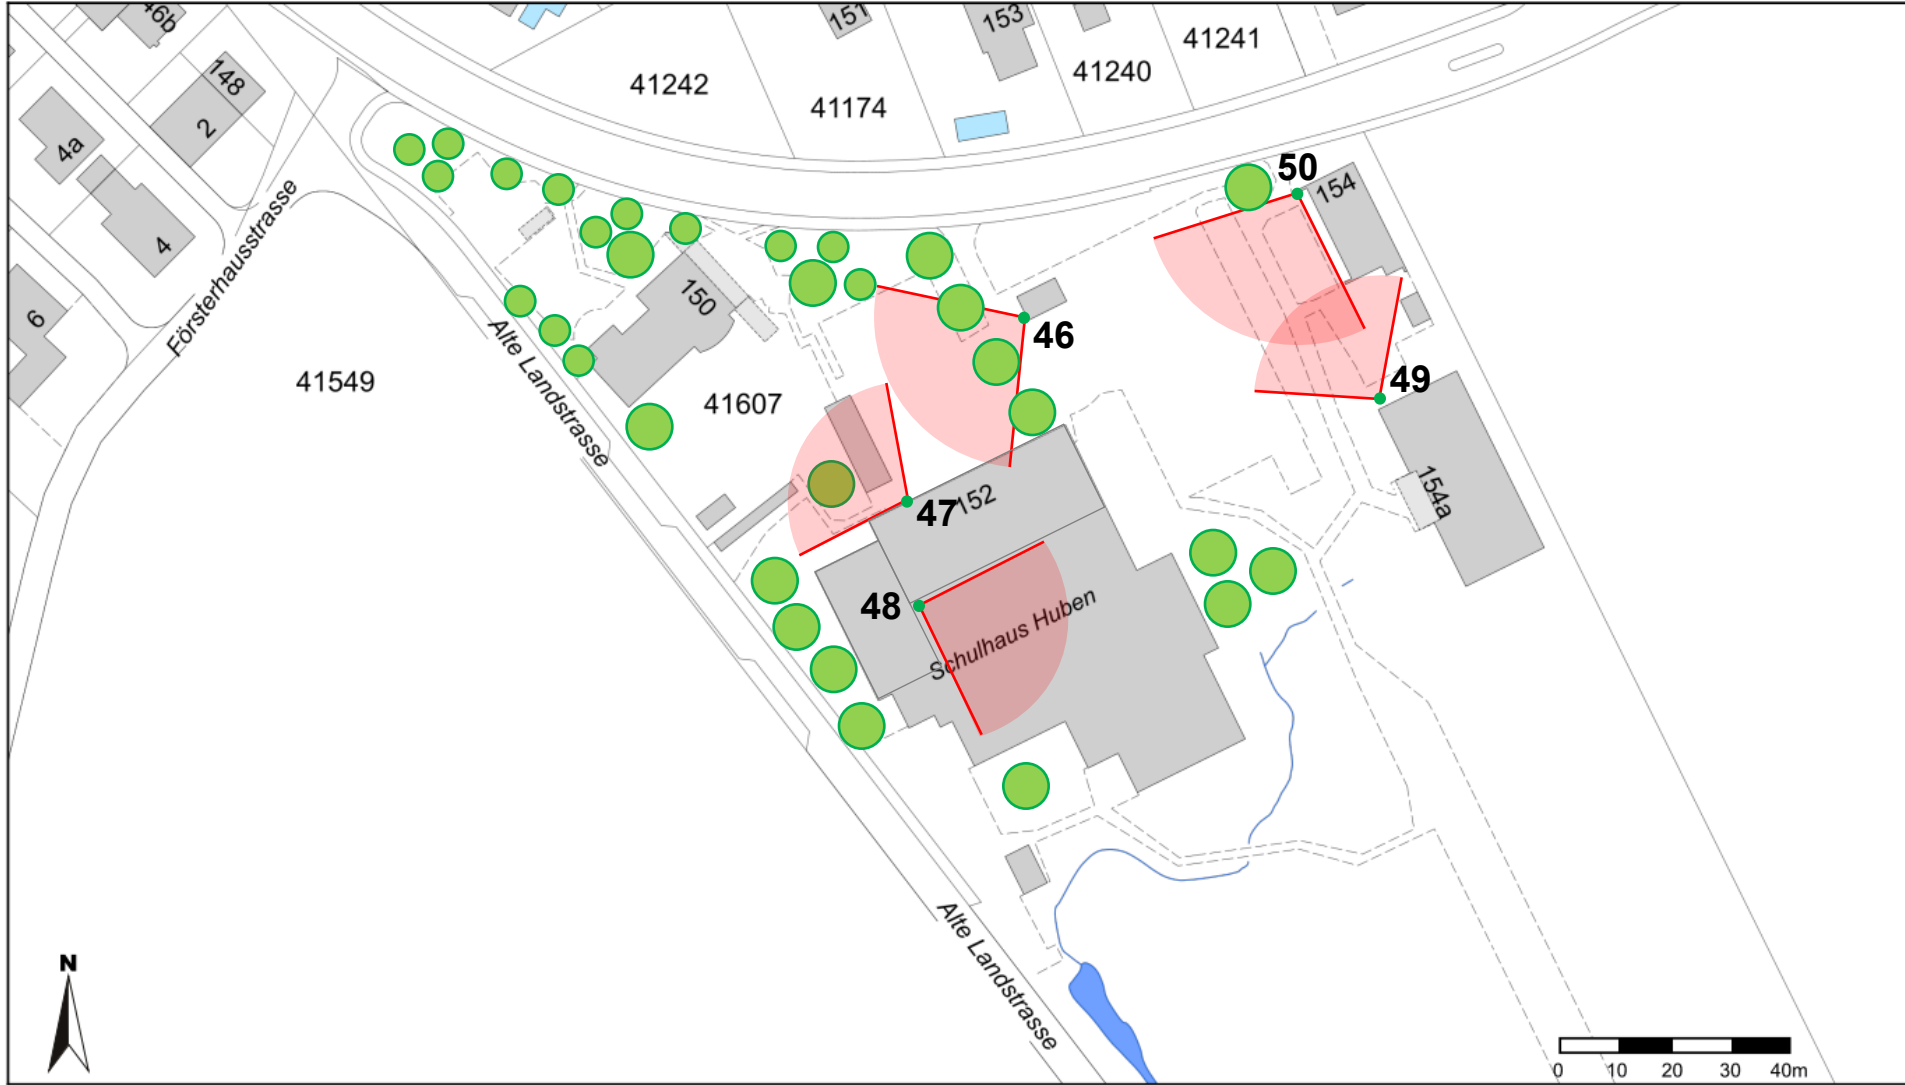 46b
151
153
41241
148
41242
41240
41174
2
4a
50
154
4
Försterhausstrasse
150
6
46
Alte Landstrasse
41549
49
41607
154a
47
152
48
Schulhaus Huben
Alte Landstrasse
N
0 10 20 30 40m